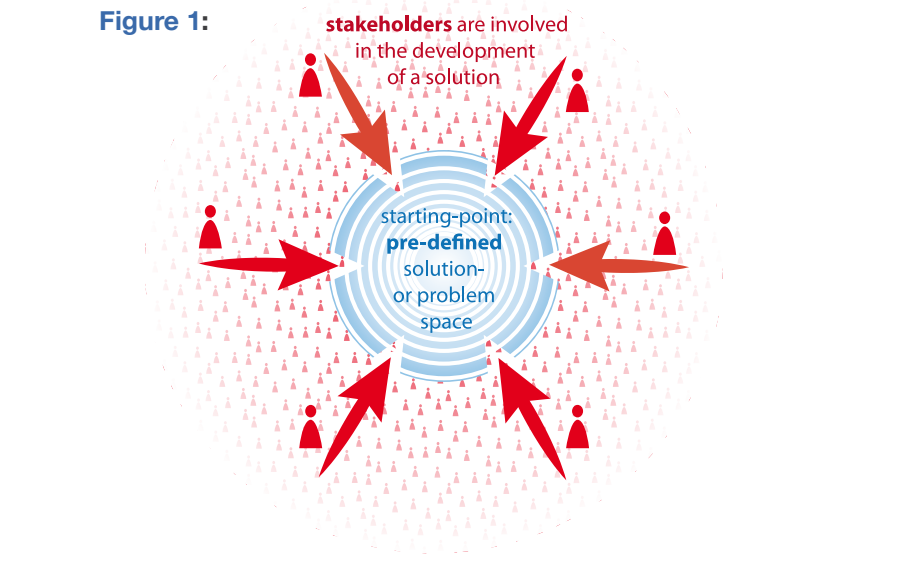 Figure 1:
stakeholders are involved
in the development
of a solution
starting-point:
pre-defined
solution-
or problem
space